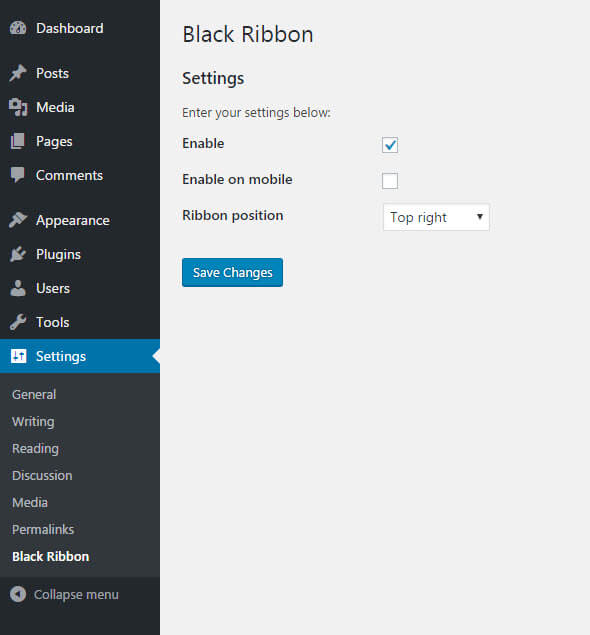 Dashboard
Posts
Media
Pages
Comments
Appearance
Plugins
Users
Tools
Settings
General
Writing
Reading
Discussion
Media
Permalinks
Black Ribbon
Collapse menu
Black Ribbon
Settings
Enter your settings below:
Enable
Enable on mobile
Ribbon position Top right
Save Changes